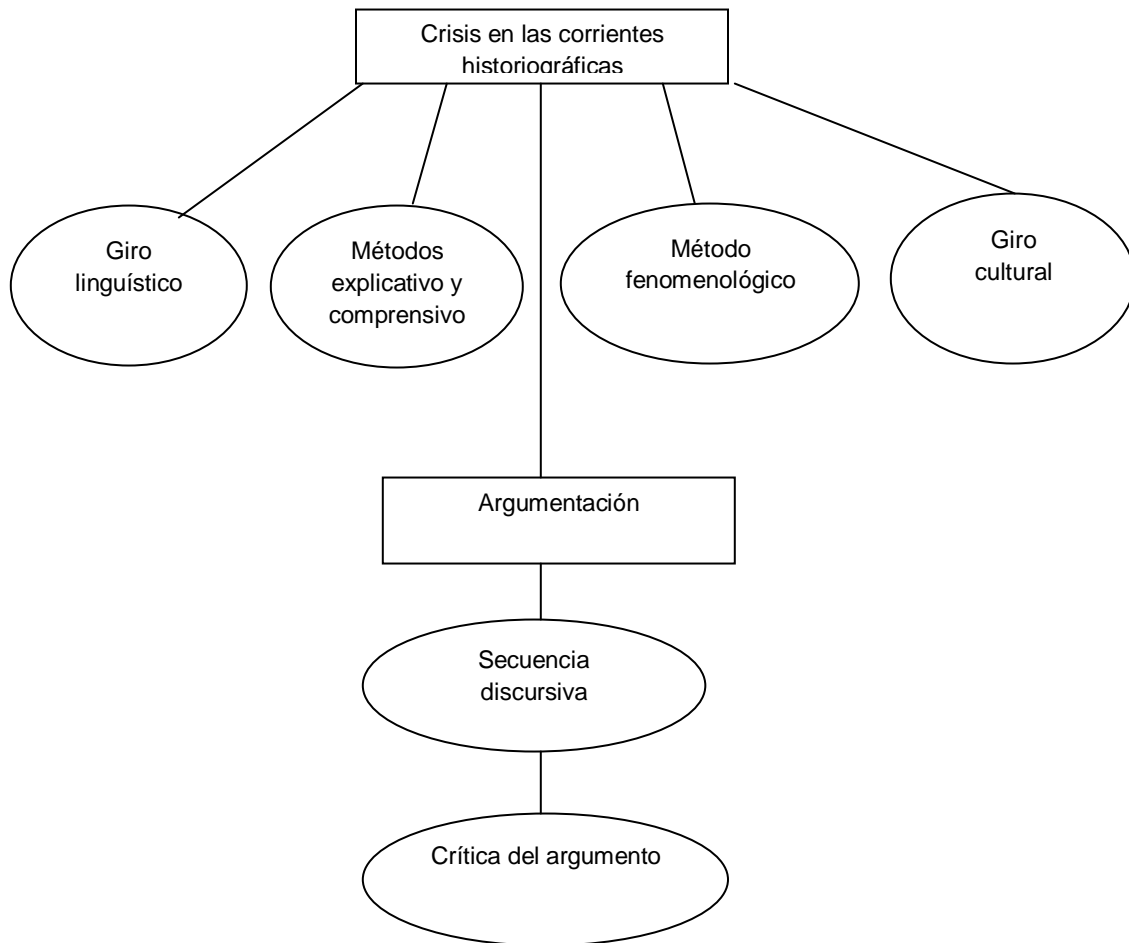 Crisis en las corrientes
historiográficas
Giro
linguístico
Métodos
explicativo y
comprensivo
Método
fenomenológico
Giro
cultural
Argumentación
Secuencia
discursiva
Crítica del argumento